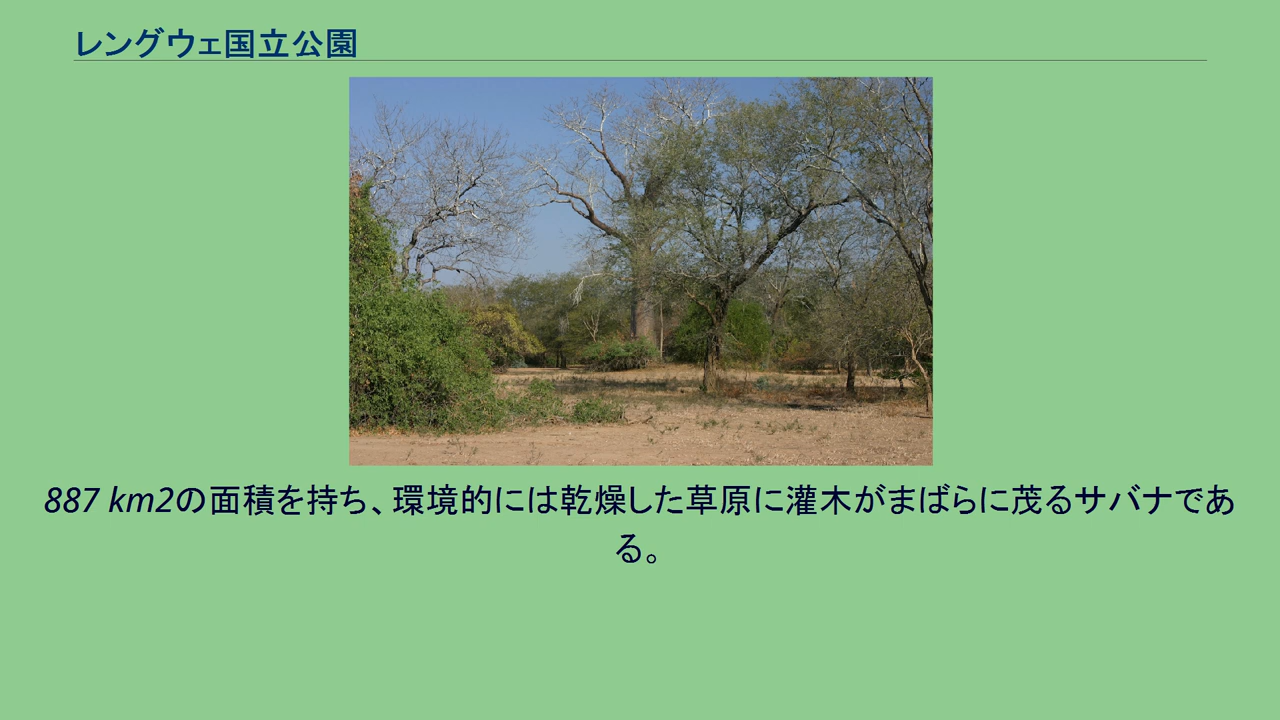 レングウェ国立公園
887 km2の面積を持ち、環境的には乾燥した草原に灌木がまばらに茂るサバナであ
る。